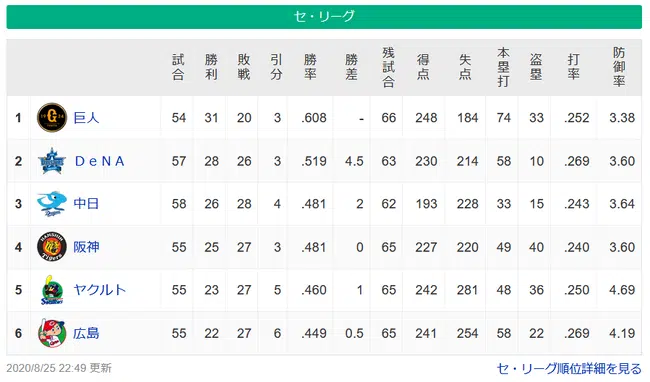 セ・リーグ
試合 勝利 敗戦 引分 勝率 勝差 残試合 得点 失点 本塁打 盗塁 打率 防御率
1 巨人 54 31 20 3 .608 - 66 248 184 74 33 .252 3.38
2 ＤｅＮＡ 57 28 26 3 .519 4.5 63 230 214 58 10 .269 3.60
3 中日 58 26 28 4 .481 2 62 193 228 33 15 .243 3.64
4 阪神 55 25 27 3 .481 0 65 227 220 49 40 .240 3.60
5 ヤクルト 55 23 27 5 .460 1 65 242 281 48 36 .250 4.69
6 広島 55 22 27 6 .449 0.5 65 241 254 58 22 .269 4.19
2020/8/25 22:49 更新 セ・リーグ順位詳細を見る